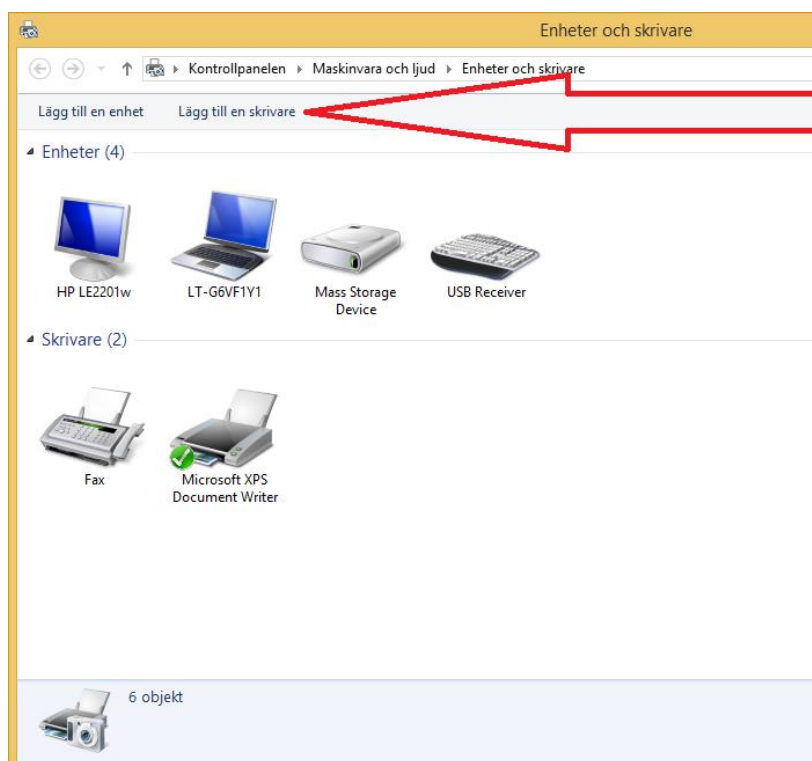 Enheter och skrivare
Kontrollpanelen Maskinvara och ljud Enheter och skrivare
Lägg till en enhet Lägg till en skrivare
Enheter (4)
HP LE2201w LT-G6VF1Y1 Mass Storage Device USB Receiver
Skrivare (2)
Fax Microsoft XPS Document Writer
6 objekt